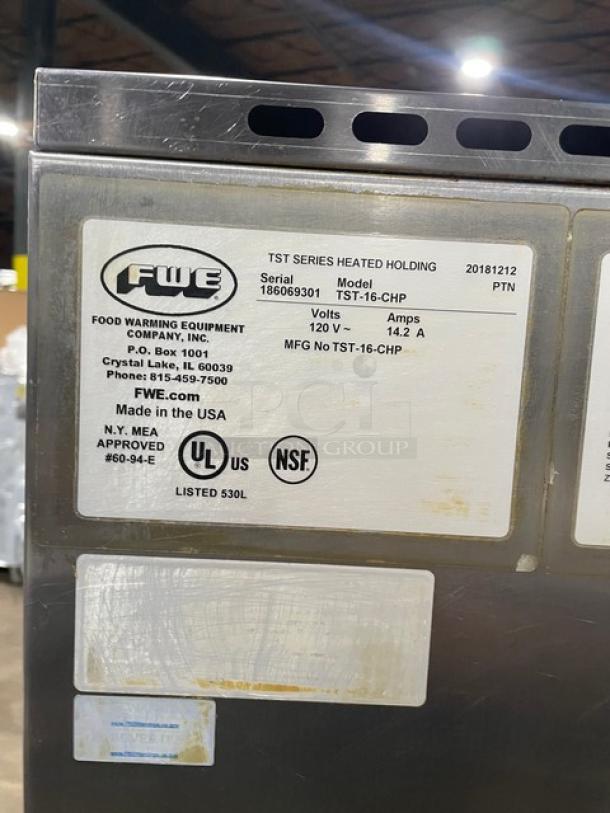 FWE
FOOD WARMING EQUIPMENT
COMPANY, INC.
P.O. Box 1001
Crystal Lake, IL 60039
Phone: 815-459-7500
FWE.com
Made in the USA
N.Y. MEA
APPROVED
#60-94-E
UL US
LISTED 530L
NSF
TST SERIES HEATED HOLDING 20181212
PTN
Serial Model
186069301 TST-16-CHP
Volts Amps
120 V ~ 14.2 A
MFG No TST-16-CHP
PCI
AUCTION GROUP